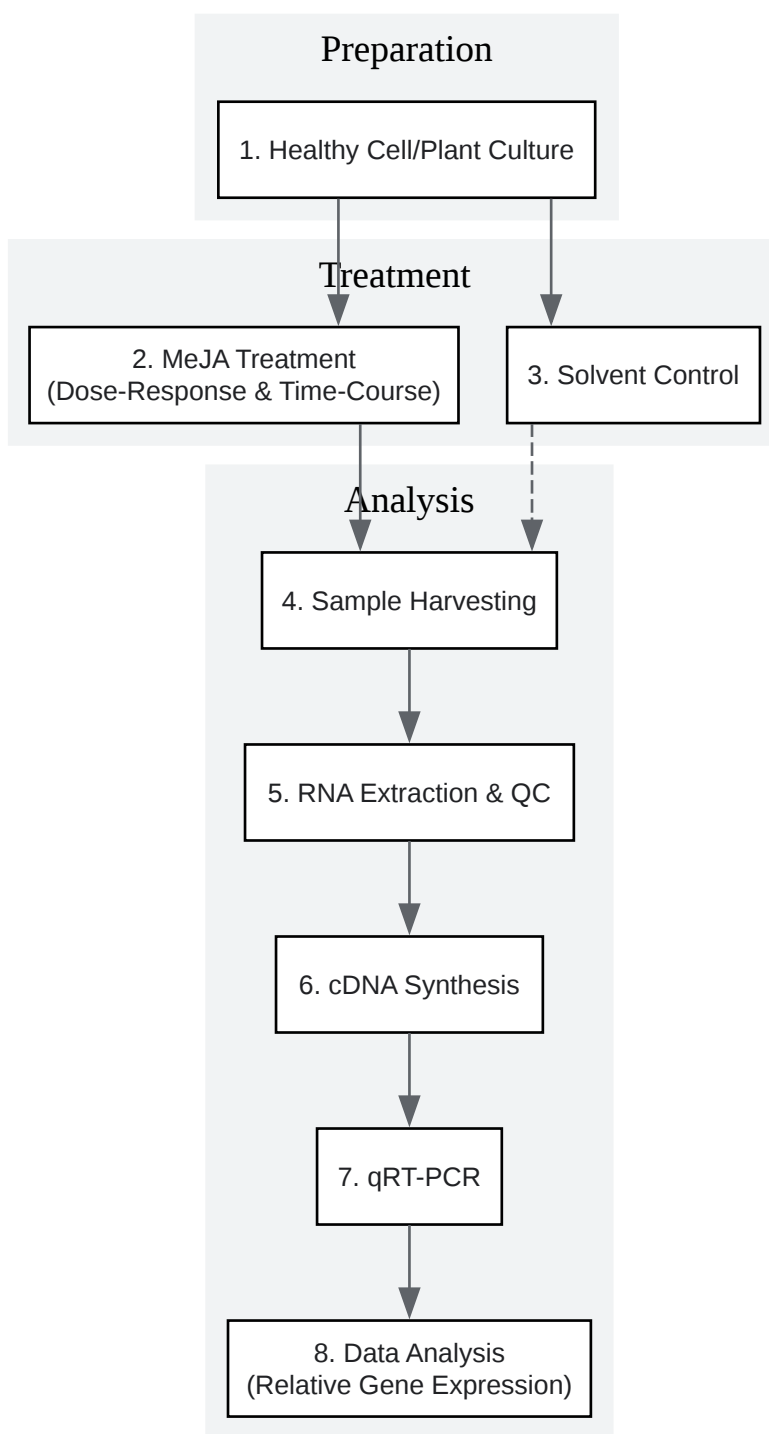 Preparation
1. Healthy Cell/Plant Culture
Treatment
2. MeJA Treatment
(Dose-Response & Time-Course)
3. Solvent Control
Analysis
4. Sample Harvesting
5. RNA Extraction & QC
6. cDNA Synthesis
7. qRT-PCR
8. Data Analysis
(Relative Gene Expression)